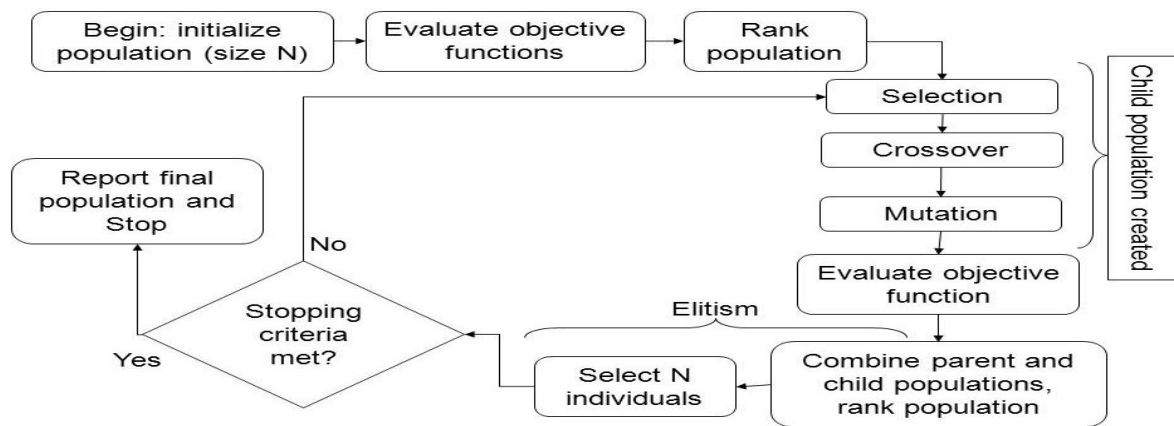 Begin: initialize
population (size N)
Evaluate objective
functions
Rank
population
Selection
Crossover
Mutation
Child population created
Evaluate objective
function
Elitism
Combine parent and
child populations,
rank population
Select N
individuals
Stopping
criteria
met?
No
Yes
Report final
population and
Stop